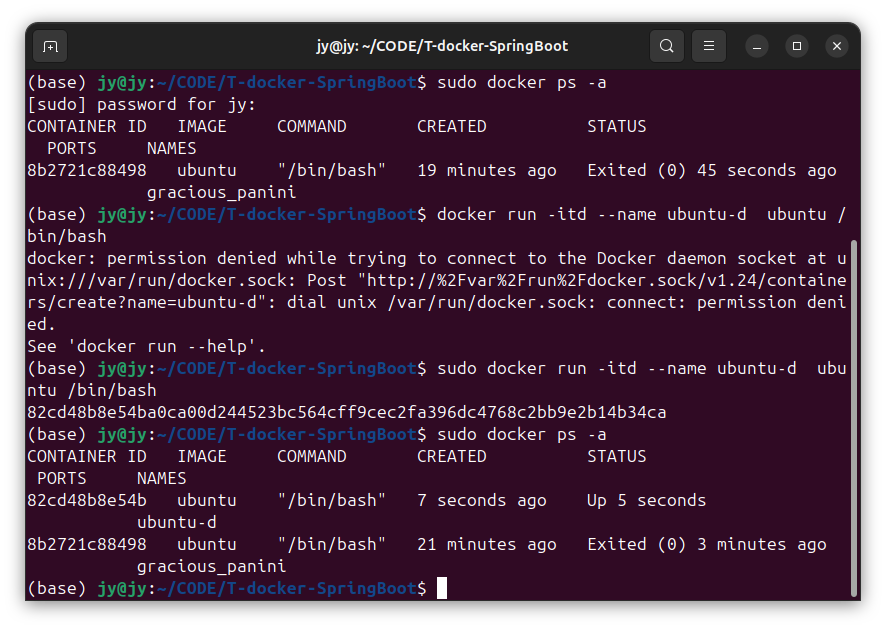 jy@jy: ~/CODE/T-docker-SpringBoot
(base) jy@jy:~/CODE/T-docker-SpringBoot$ sudo docker ps -a
[sudo] password for jy:
CONTAINER ID   IMAGE     COMMAND       CREATED          STATUS
  PORTS     NAMES
8b2721c88498   ubuntu    "/bin/bash"   19 minutes ago   Exited (0) 45 seconds ago
            gracious_panini
(base) jy@jy:~/CODE/T-docker-SpringBoot$ docker run -itd --name ubuntu-d  ubuntu /
bin/bash
docker: permission denied while trying to connect to the Docker daemon socket at u
nix:///var/run/docker.sock: Post "http://%2Fvar%2Frun%2Fdocker.sock/v1.24/containe
rs/create?name=ubuntu-d": dial unix /var/run/docker.sock: connect: permission deni
ed.
See 'docker run --help'.
(base) jy@jy:~/CODE/T-docker-SpringBoot$ sudo docker run -itd --name ubuntu-d  ubu
ntu /bin/bash
82cd48b8e54ba0ca00d244523bc564cff9cec2fa396dc4768c2bb9e2b14b34ca
(base) jy@jy:~/CODE/T-docker-SpringBoot$ sudo docker ps -a
CONTAINER ID   IMAGE     COMMAND       CREATED          STATUS
 PORTS     NAMES
82cd48b8e54b   ubuntu    "/bin/bash"   7 seconds ago    Up 5 seconds
           ubuntu-d
8b2721c88498   ubuntu    "/bin/bash"   21 minutes ago   Exited (0) 3 minutes ago
           gracious_panini
(base) jy@jy:~/CODE/T-docker-SpringBoot$